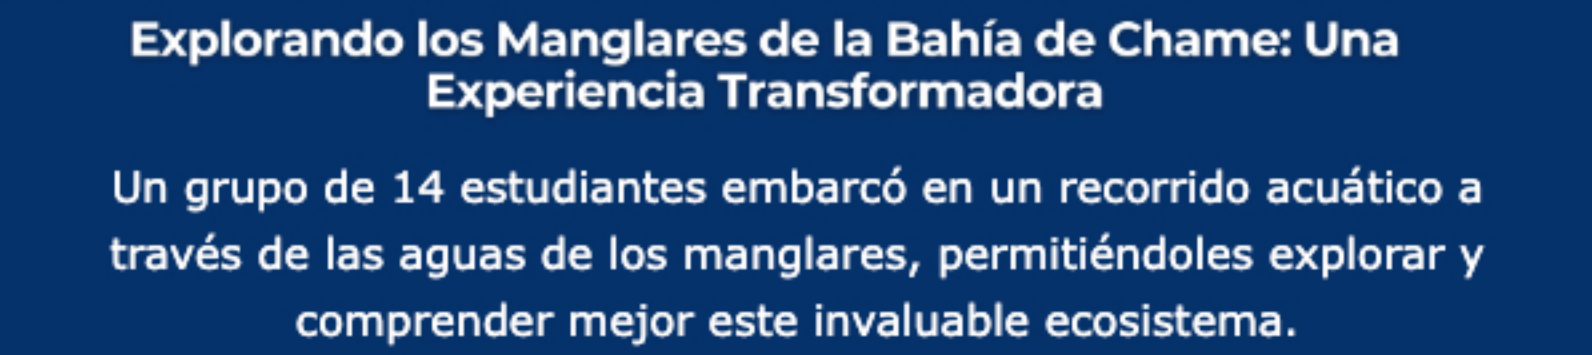 Explorando los Manglares de la Bahía de Chame: Una
Experiencia Transformadora
Un grupo de 14 estudiantes embarcó en un recorrido acuático a
través de las aguas de los manglares, permitiéndoles explorar y
comprender mejor este invaluable ecosistema.